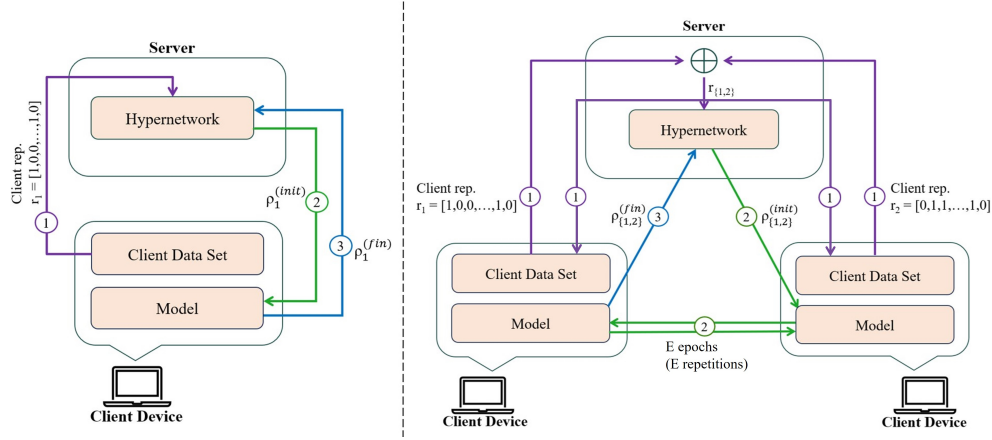 Server
Hypernetwork
Client rep.
r₁ = [1,0,0,…,1,0]
1
ρ₁^(init)
2
3
ρ₁^(fin)
Client Data Set
Model
Client Device
Server
r_{1,2}
Hypernetwork
Client rep.
r₁ = [1,0,0,…,1,0]
1
1
ρ_{1,2}^(fin)
3
2
ρ_{1,2}^(init)
1
1
Client rep.
r₂ = [0,1,1,…,1,0]
Client Data Set
Model
2
E epochs
(E repetitions)
Client Data Set
Model
Client Device
Client Device